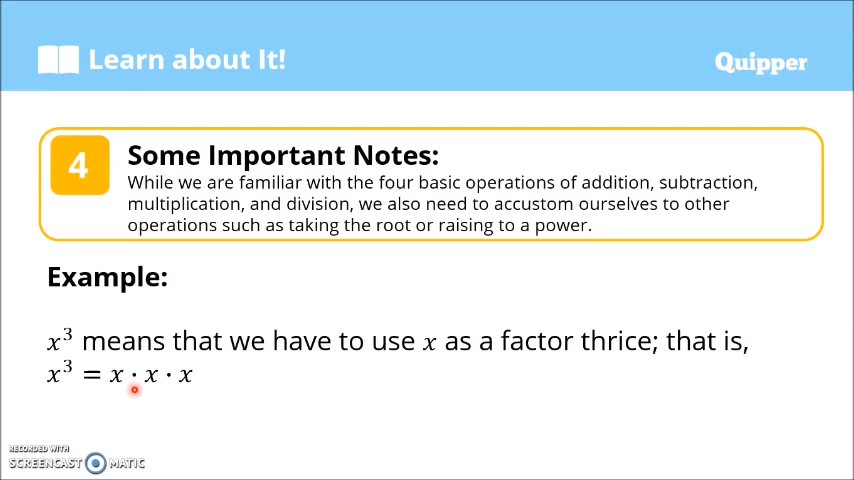 Learn about It!
Quipper
4
Some Important Notes:
While we are familiar with the four basic operations of addition, subtraction,
multiplication, and division, we also need to accustom ourselves to other
operations such as taking the root or raising to a power.
Example:
x³ means that we have to use x as a factor thrice; that is,
x³ = x · x · x
RECORDED WITH
SCREENCAST MATIC